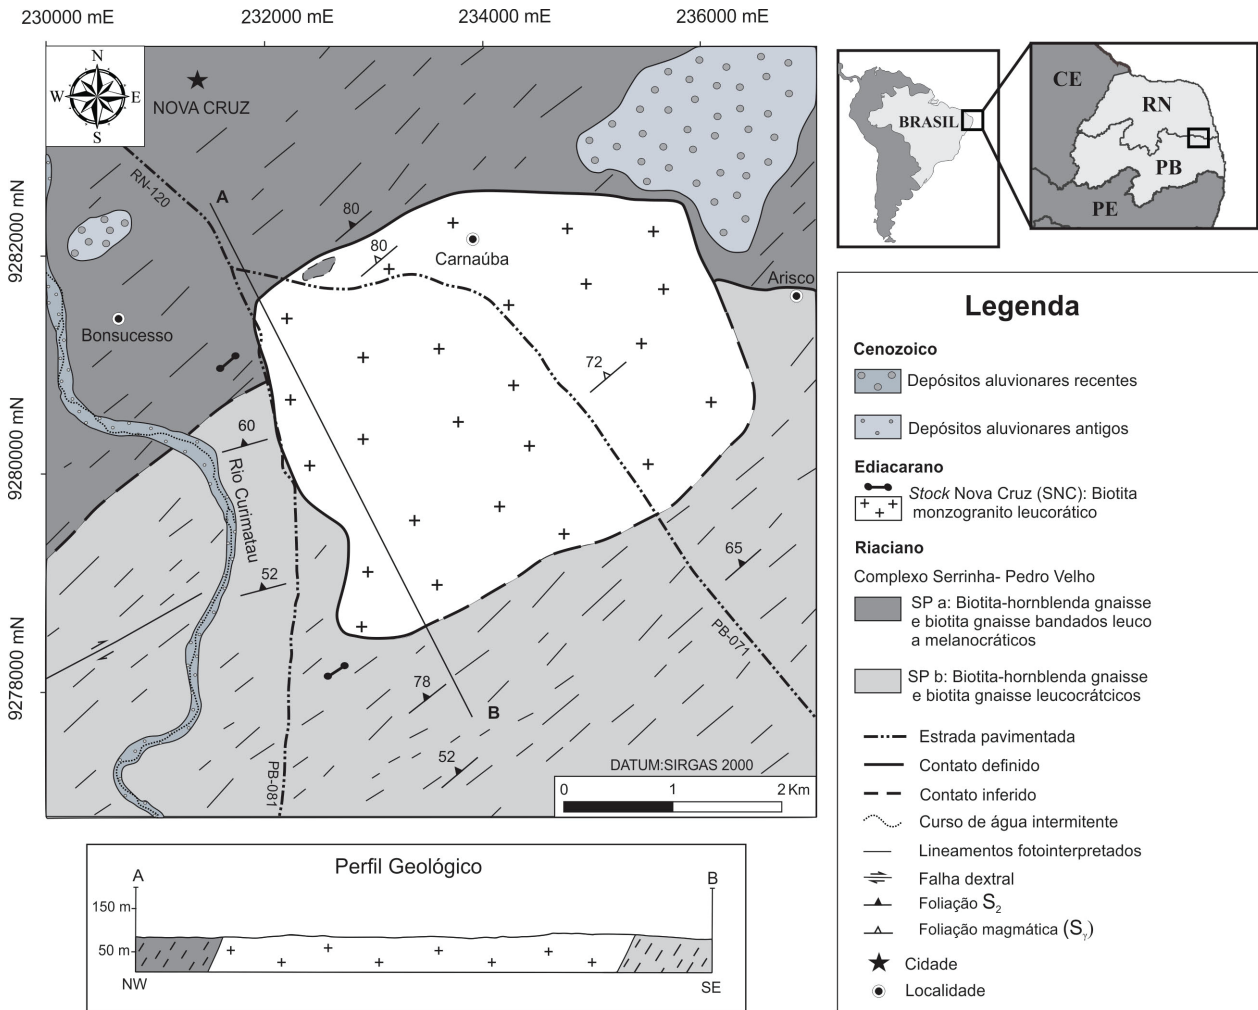 230000 mE
232000 mE
234000 mE
236000 mE
9282000 mN
9280000 mN
9278000 mN
N
W
E
S
NOVA CRUZ
RN-120
A
80
80
Carnaúba
Arisco
Bonsucesso
72
60
Rio Curimatau
52
65
PB-071
78
B
52
PB-081
DATUM:SIRGAS 2000
0
1
2 Km
BRASIL
CE
RN
PB
PE
Legenda
Cenozoico
Depósitos aluvionares recentes
Depósitos aluvionares antigos
Ediacarano
Stock Nova Cruz (SNC): Biotita
monzogranito leucorático
Riaciano
Complexo Serrinha- Pedro Velho
SP a: Biotita-hornblenda gnaisse
e biotita gnaisse bandados leuco
a melanocráticos
SP b: Biotita-hornblenda gnaisse
e biotita gnaisse leucocrátcicos
Estrada pavimentada
Contato definido
Contato inferido
Curso de água intermitente
Lineamentos fotointerpretados
Falha dextral
Foliação S2
Foliação magmática (Sγ)
Cidade
Localidade
Perfil Geológico
A
B
150 m
50 m
NW
SE